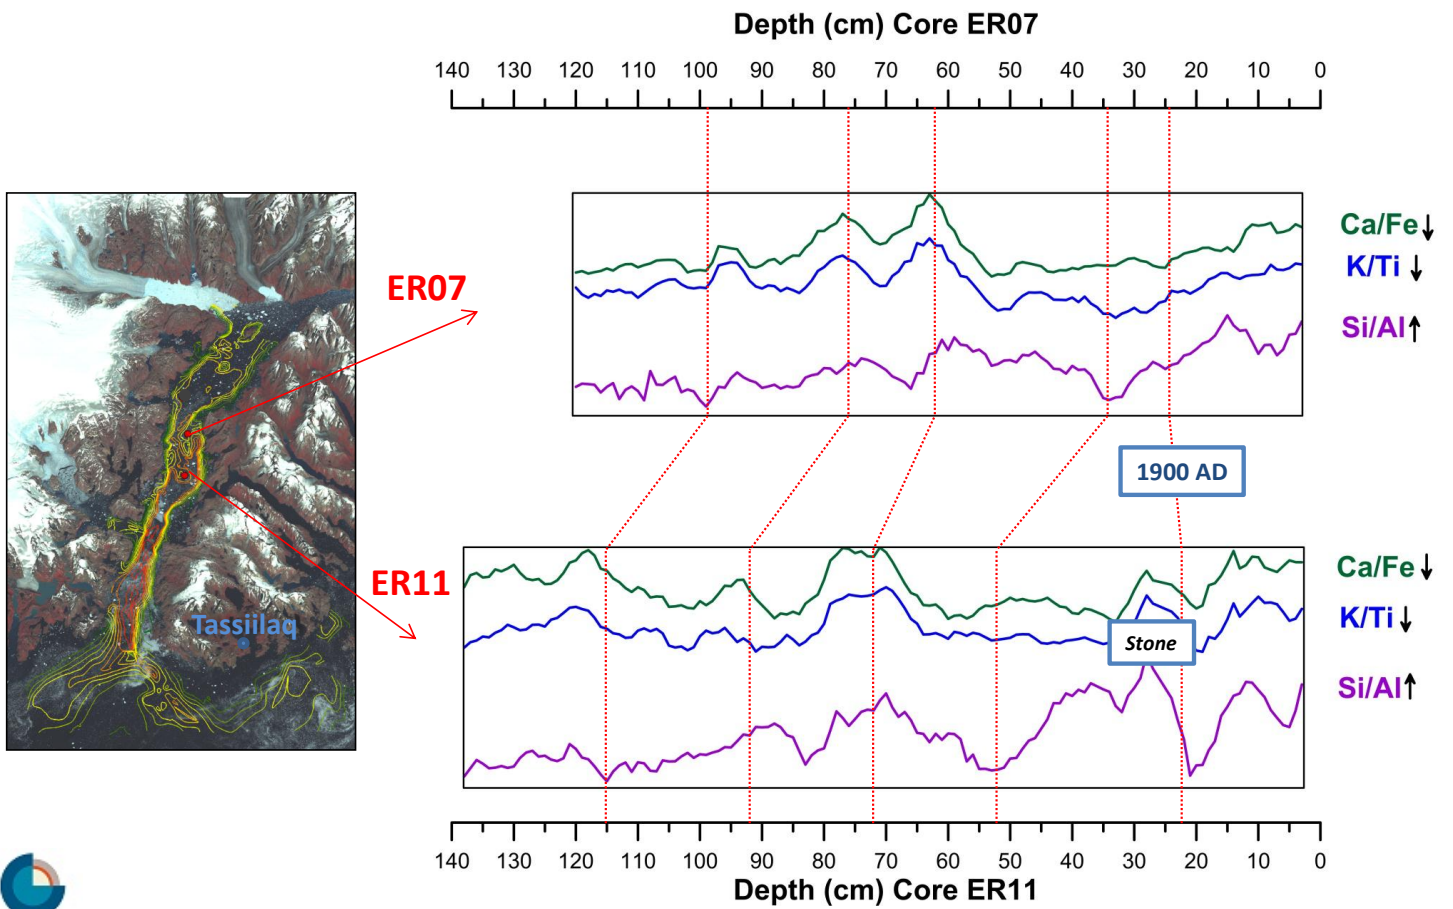 Depth (cm) Core ER07
140 130 120 110 100 90 80 70 60 50 40 30 20 10 0
Ca/Fe↓
K/Ti ↓
Si/Al↑
ER07
1900 AD
ER11
Tassiilaq
Ca/Fe↓
K/Ti ↓
Stone
Si/Al↑
140 130 120 110 100 90 80 70 60 50 40 30 20 10 0
Depth (cm) Core ER11